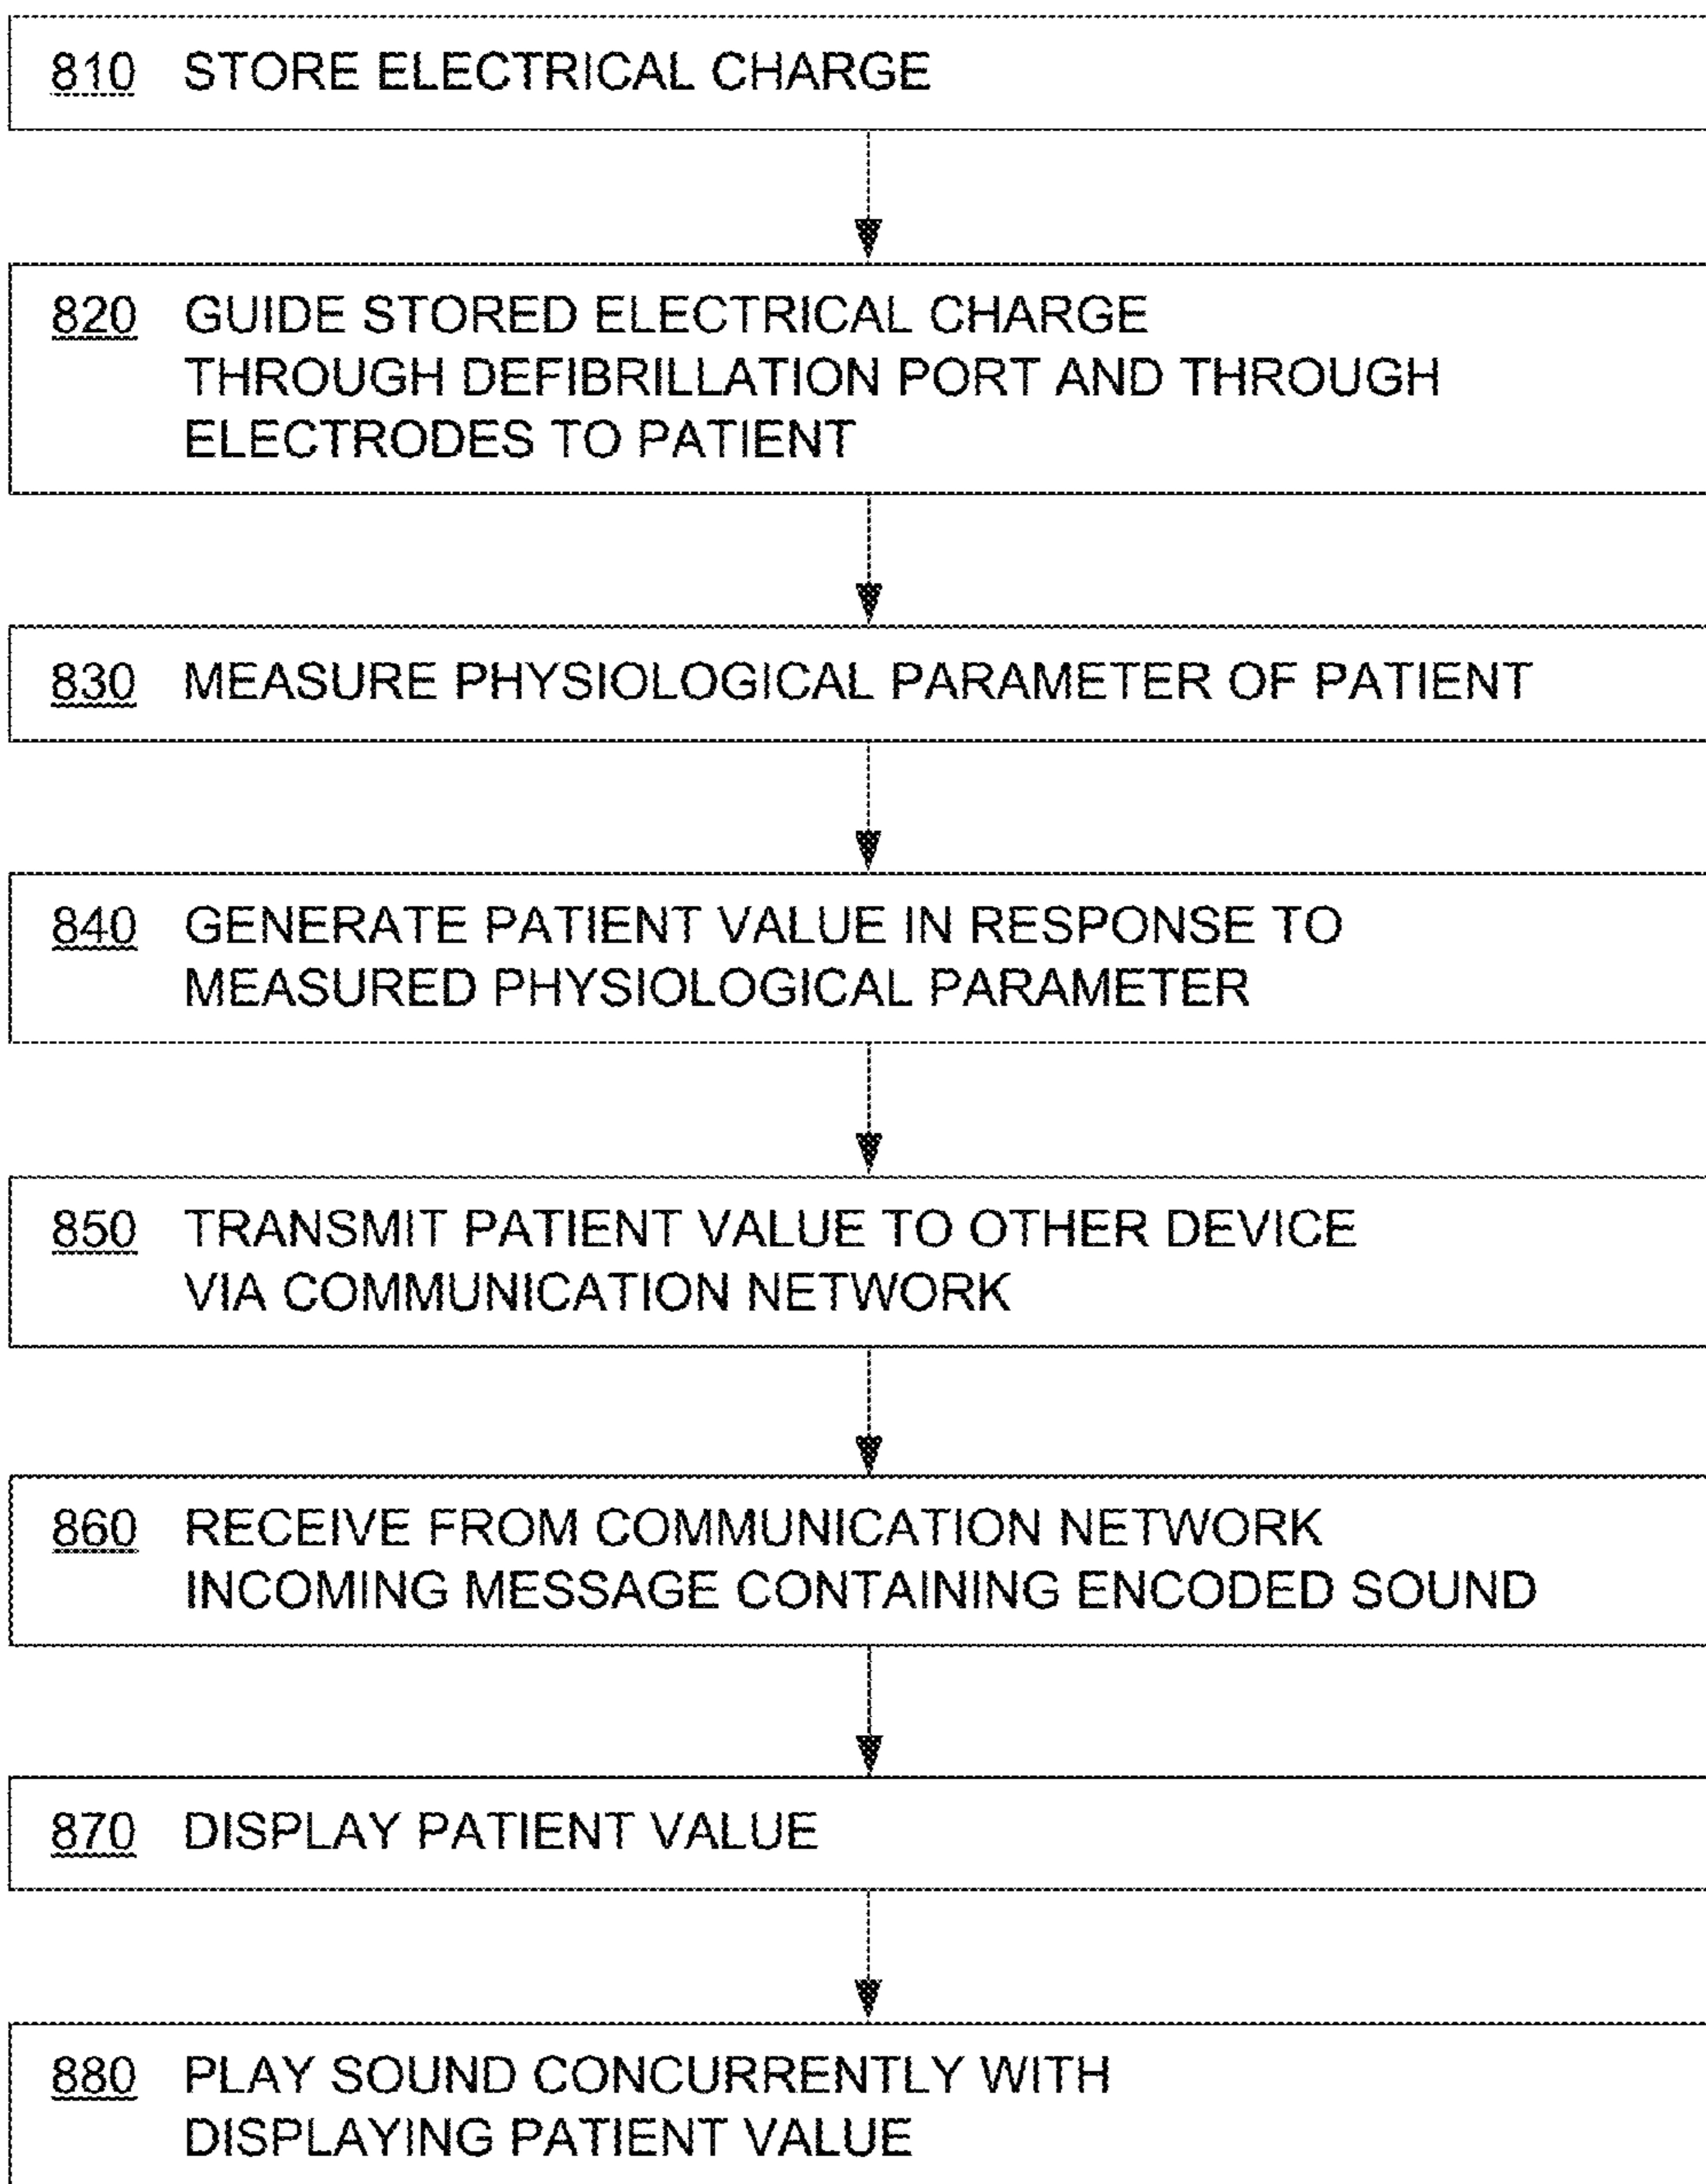 810 STORE ELECTRICAL CHARGE
820 GUIDE STORED ELECTRICAL CHARGE
THROUGH DEFIBRILLATION PORT AND THROUGH
ELECTRODES TO PATIENT
830 MEASURE PHYSIOLOGICAL PARAMETER OF PATIENT
840 GENERATE PATIENT VALUE IN RESPONSE TO
MEASURED PHYSIOLOGICAL PARAMETER
850 TRANSMIT PATIENT VALUE TO OTHER DEVICE
VIA COMMUNICATION NETWORK
860 RECEIVE FROM COMMUNICATION NETWORK
INCOMING MESSAGE CONTAINING ENCODED SOUND
870 DISPLAY PATIENT VALUE
880 PLAY SOUND CONCURRENTLY WITH
DISPLAYING PATIENT VALUE